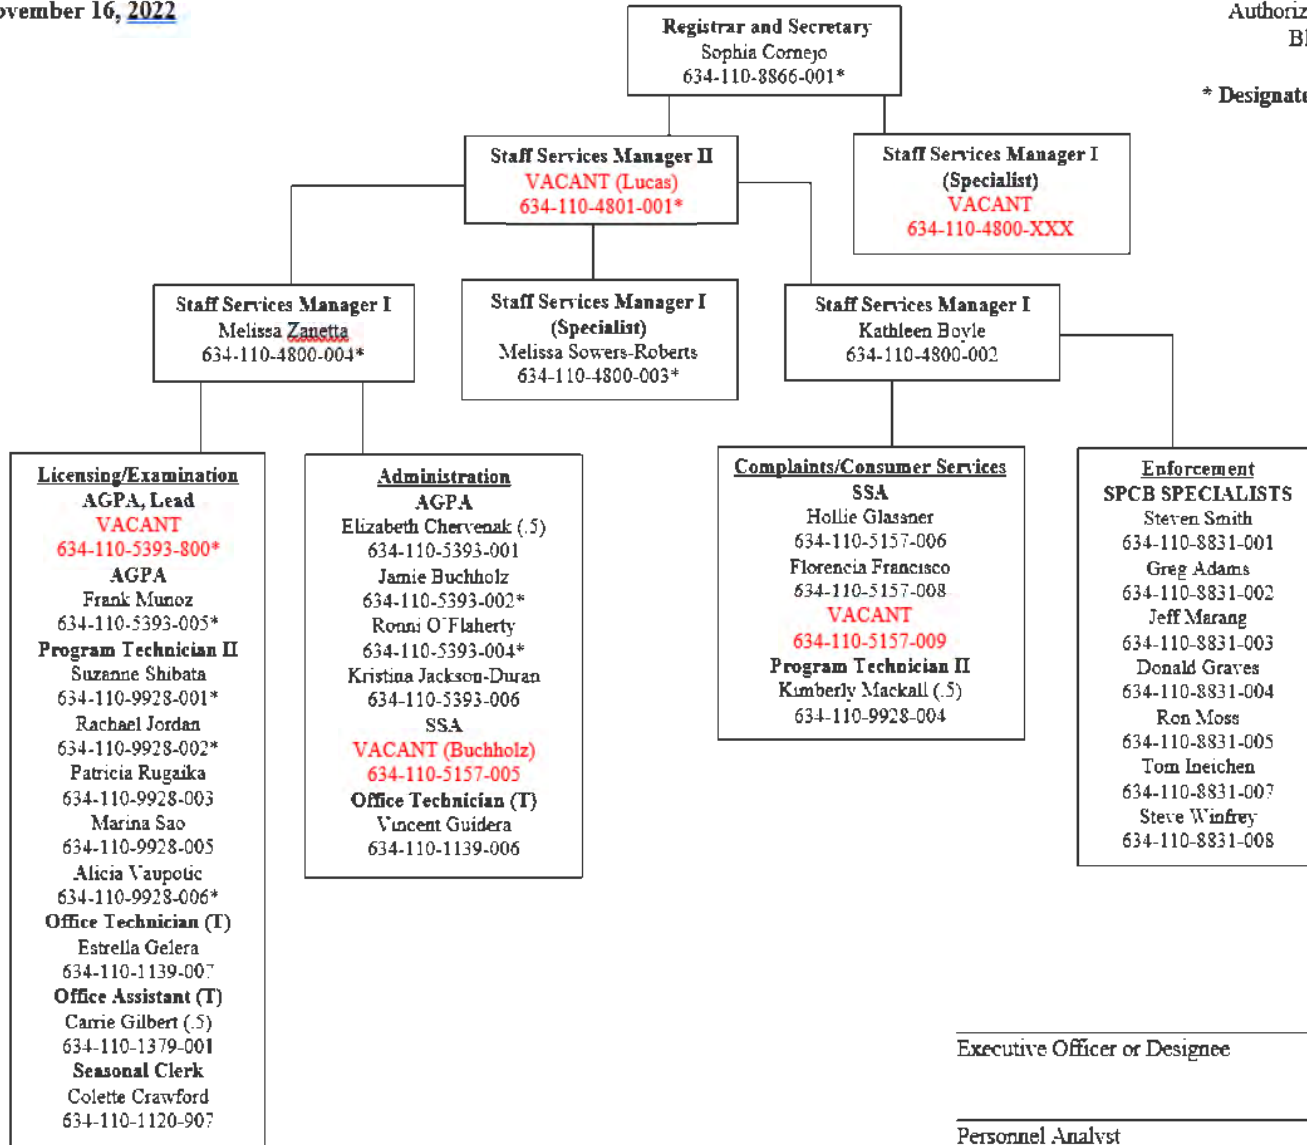 November 16, 2022
Authoriz
Bl
* Designate
Registrar and Secretary
Sophia Cornejo
634-110-8866-001*
Staff Services Manager II
VACANT (Lucas)
634-110-4801-001*
Staff Services Manager I
(Specialist)
VACANT
634-110-4800-XXX
Staff Services Manager I
Melissa Zanetta
634-110-4800-004*
Staff Services Manager I
(Specialist)
Melissa Sowers-Roberts
634-110-4800-003*
Staff Services Manager I
Kathleen Boyle
634-110-4800-002
Licensing/Examination
AGPA, Lead
VACANT
634-110-5393-800*
AGPA
Frank Munoz
634-110-5393-005*
Program Technician II
Suzanne Shibata
634-110-9928-001*
Rachael Jordan
634-110-9928-002*
Patricia Rugaika
634-110-9928-003
Marina Sao
634-110-9928-005
Alicia Vaupotic
634-110-9928-006*
Office Technician (T)
Estrella Gelera
634-110-1139-007
Office Assistant (T)
Carrie Gilbert (.5)
634-110-1379-001
Seasonal Clerk
Colette Crawford
634-110-1120-907
Administration
AGPA
Elizabeth Chervenak (.5)
634-110-5393-001
Jamie Buchholz
634-110-5393-002*
Ronni O'Flaherty
634-110-5393-004*
Kristina Jackson-Duran
634-110-5393-006
SSA
VACANT (Buchholz)
634-110-5157-005
Office Technician (T)
Vincent Guidera
634-110-1139-006
Complaints/Consumer Services
SSA
Hollie Glassner
634-110-5157-006
Florencia Francisco
634-110-5157-008
VACANT
634-110-5157-009
Program Technician II
Kimberly Mackall (.5)
634-110-9928-004
Enforcement
SPCB SPECIALISTS
Steven Smith
634-110-8831-001
Greg Adams
634-110-8831-002
Jeff Marang
634-110-8831-003
Donald Graves
634-110-8831-004
Ron Moss
634-110-8831-005
Tom Ineichen
634-110-8831-007
Steve Winfrey
634-110-8831-008
Executive Officer or Designee
Personnel Analyst